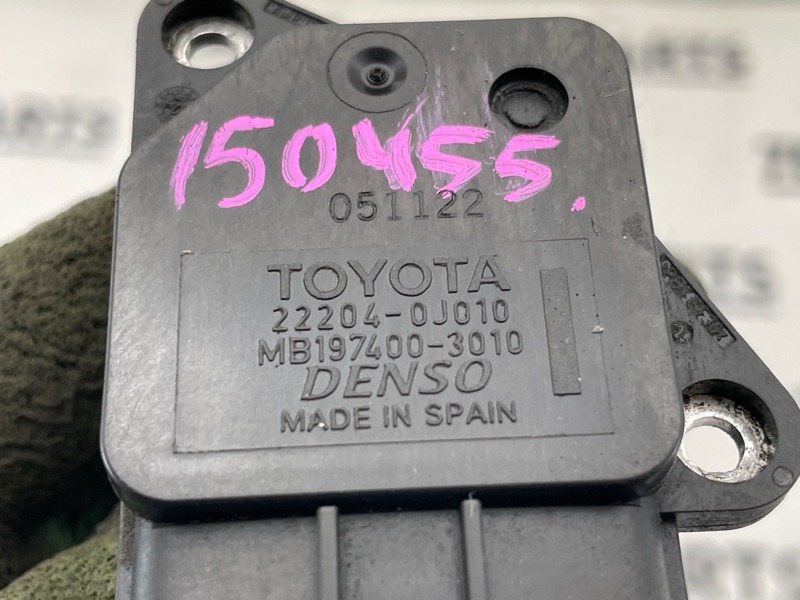 150455.
051122
TOYOTA
22204-0J010
MB197400-3010
DENSO
MADE IN SPAIN